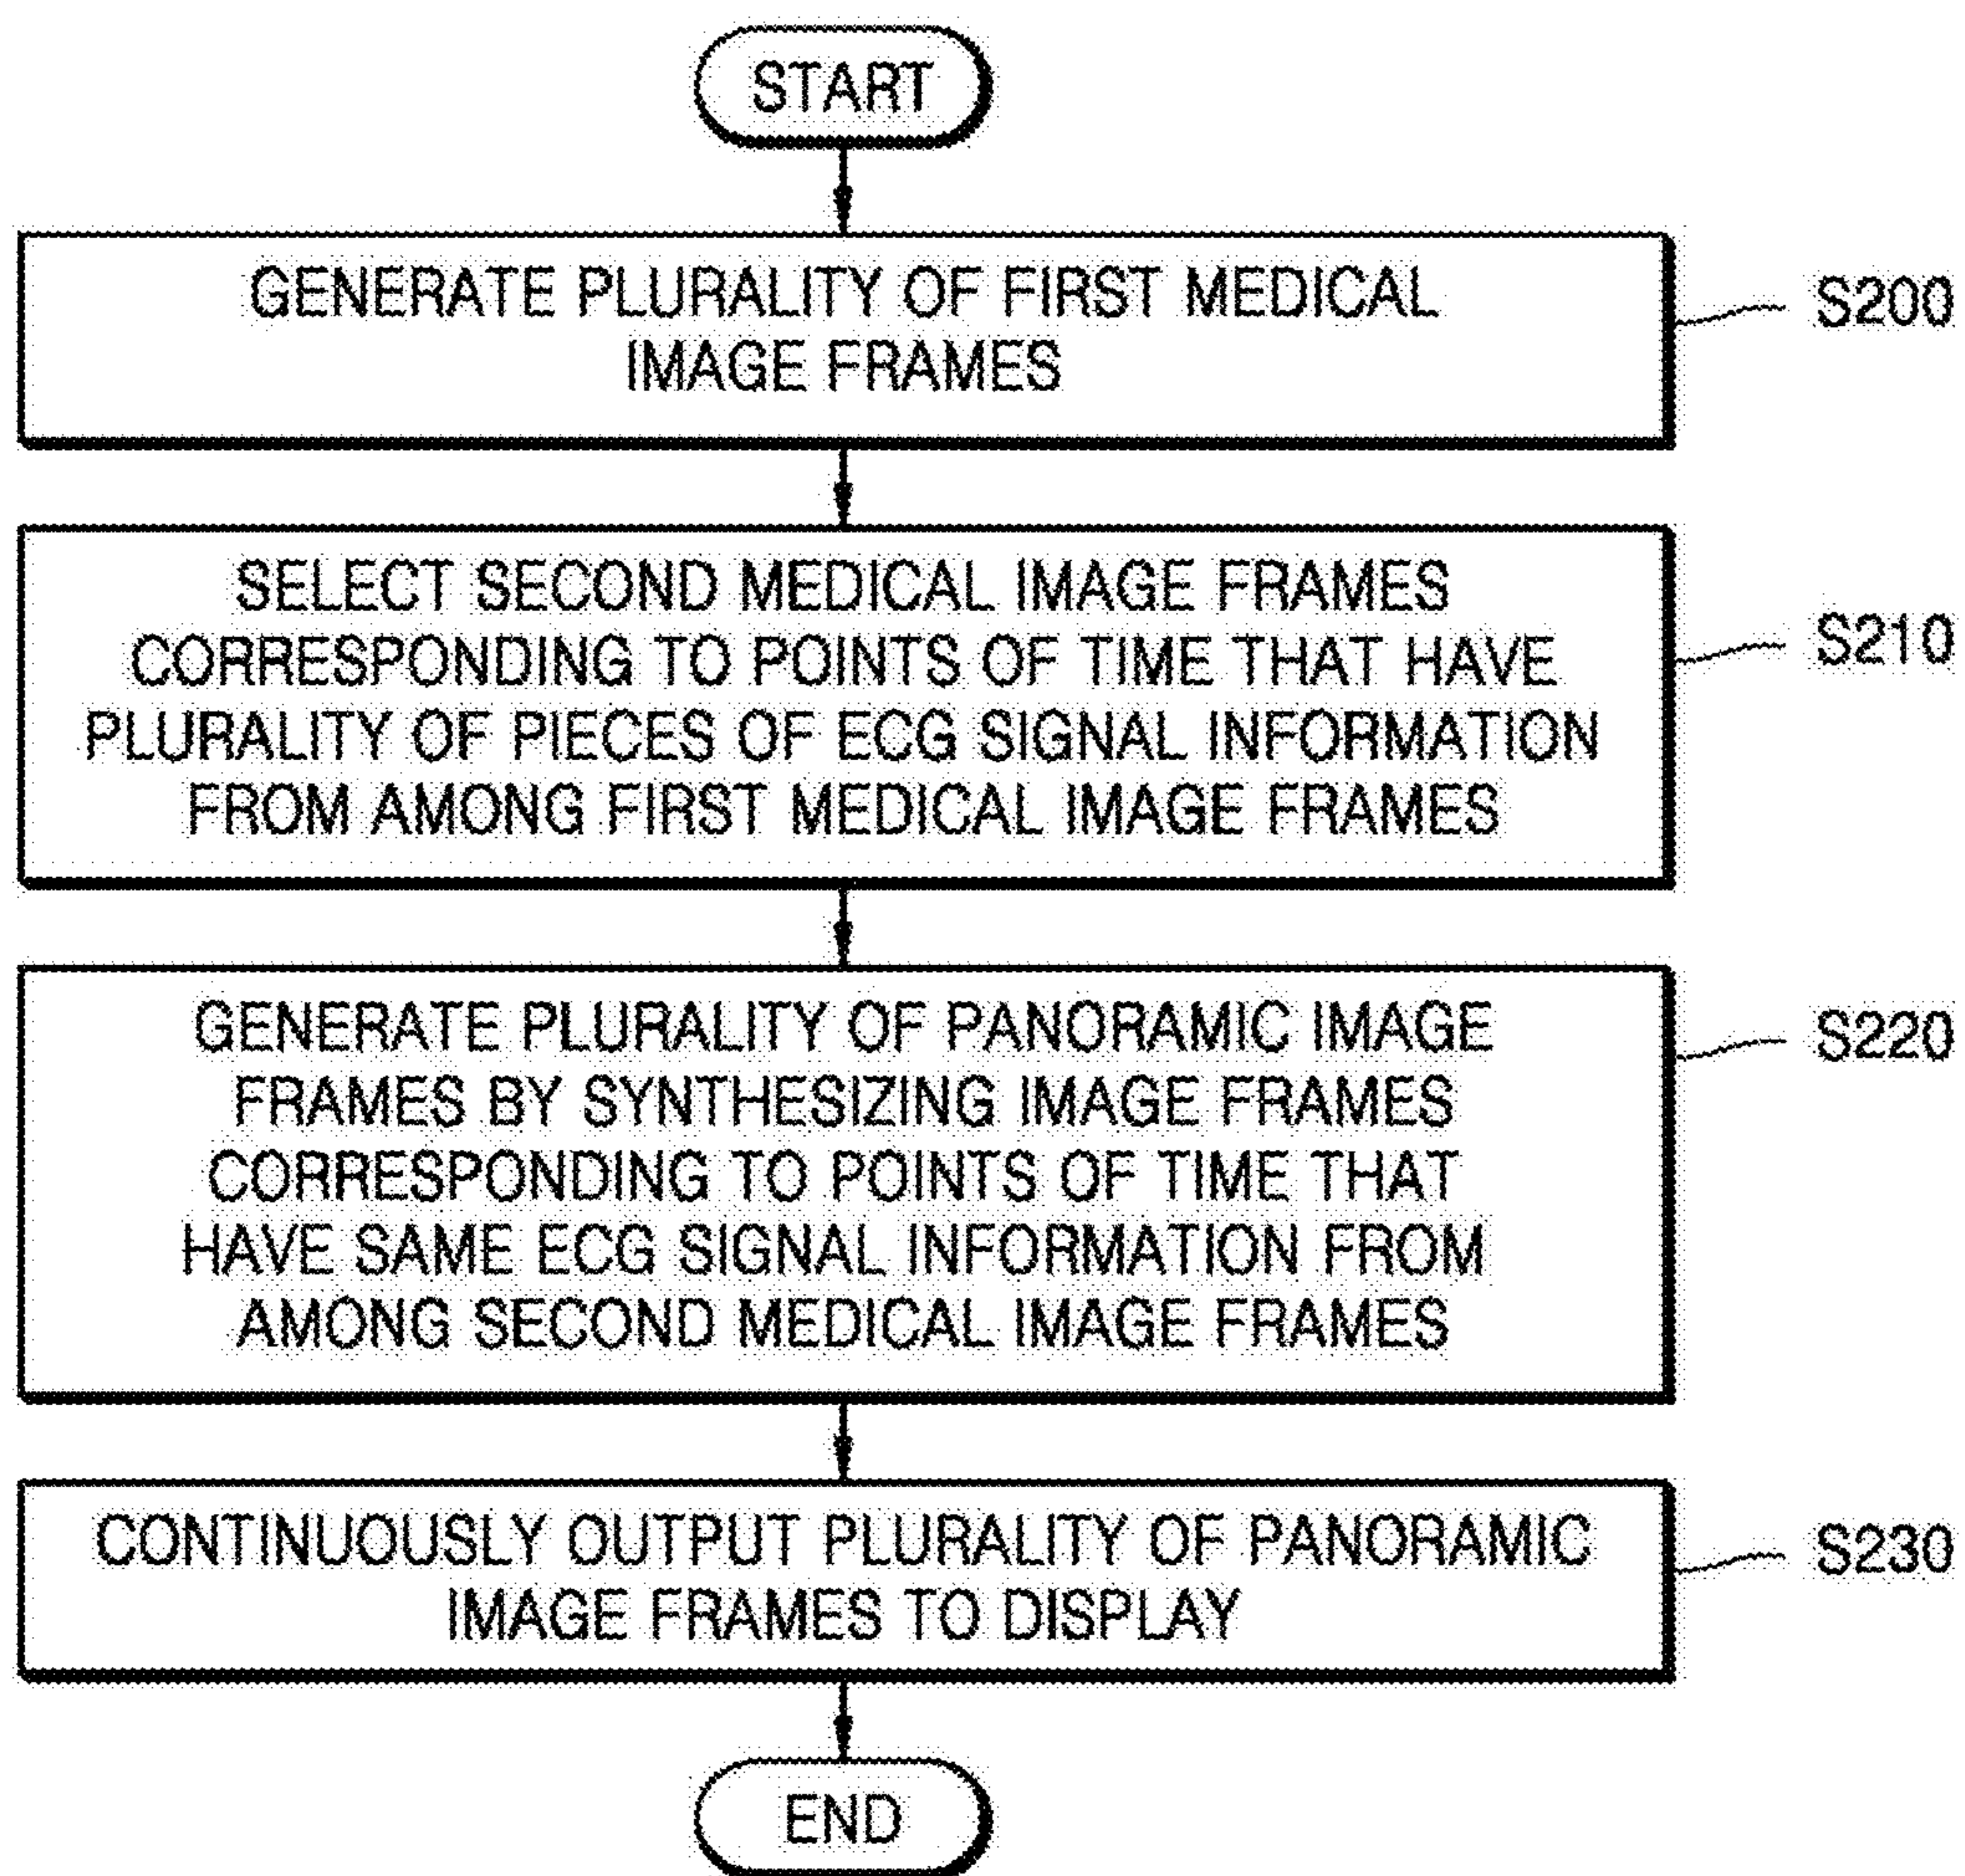 START
GENERATE PLURALITY OF FIRST MEDICAL
IMAGE FRAMES
S200
SELECT SECOND MEDICAL IMAGE FRAMES
CORRESPONDING TO POINTS OF TIME THAT HAVE
PLURALITY OF PIECES OF ECG SIGNAL INFORMATION
FROM AMONG FIRST MEDICAL IMAGE FRAMES
S210
GENERATE PLURALITY OF PANORAMIC IMAGE
FRAMES BY SYNTHESIZING IMAGE FRAMES
CORRESPONDING TO POINTS OF TIME THAT
HAVE SAME ECG SIGNAL INFORMATION FROM
AMONG SECOND MEDICAL IMAGE FRAMES
S220
CONTINUOUSLY OUTPUT PLURALITY OF PANORAMIC
IMAGE FRAMES TO DISPLAY
S230
END